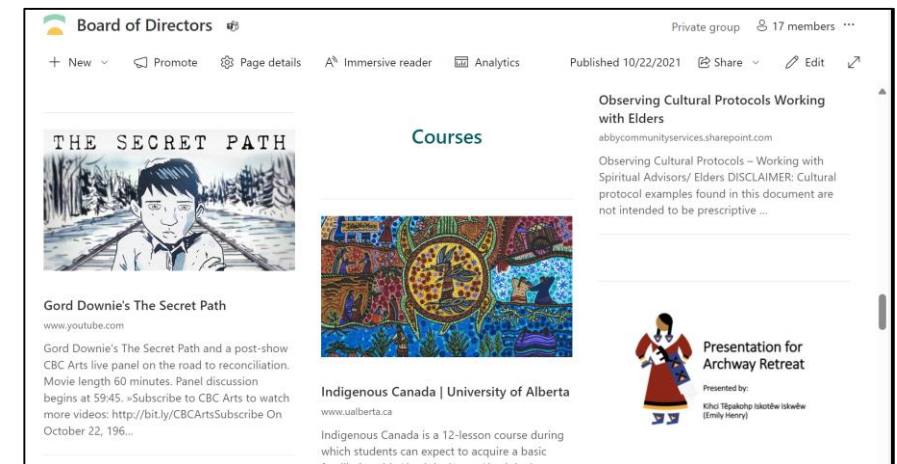 Board of Directors
Private group
17 members
New
Promote
Page details
Immersive reader
Analytics
Published 10/22/2021
Share
Edit
THE SECRET PATH
Gord Downie's The Secret Path
www.youtube.com
Gord Downie's The Secret Path and a post-show
CBC Arts live panel on the road to reconciliation.
Movie length 60 minutes. Panel discussion
begins at 59:45. »Subscribe to CBC Arts to watch
more videos: http://bit.ly/CBCArtsSubscribe On
October 22, 196...
Courses
Indigenous Canada | University of Alberta
www.ualberta.ca
Indigenous Canada is a 12-lesson course during
which students can expect to acquire a basic
Observing Cultural Protocols Working
with Elders
abbycommunityservices.sharepoint.com
Observing Cultural Protocols – Working with
Spiritual Advisors/ Elders DISCLAIMER: Cultural
protocol examples found in this document are
not intended to be prescriptive ...
Presentation for
Archway Retreat
Presented by:
Kihci Têpakohp Iskotêw Iskwêw
(Emily Henry)